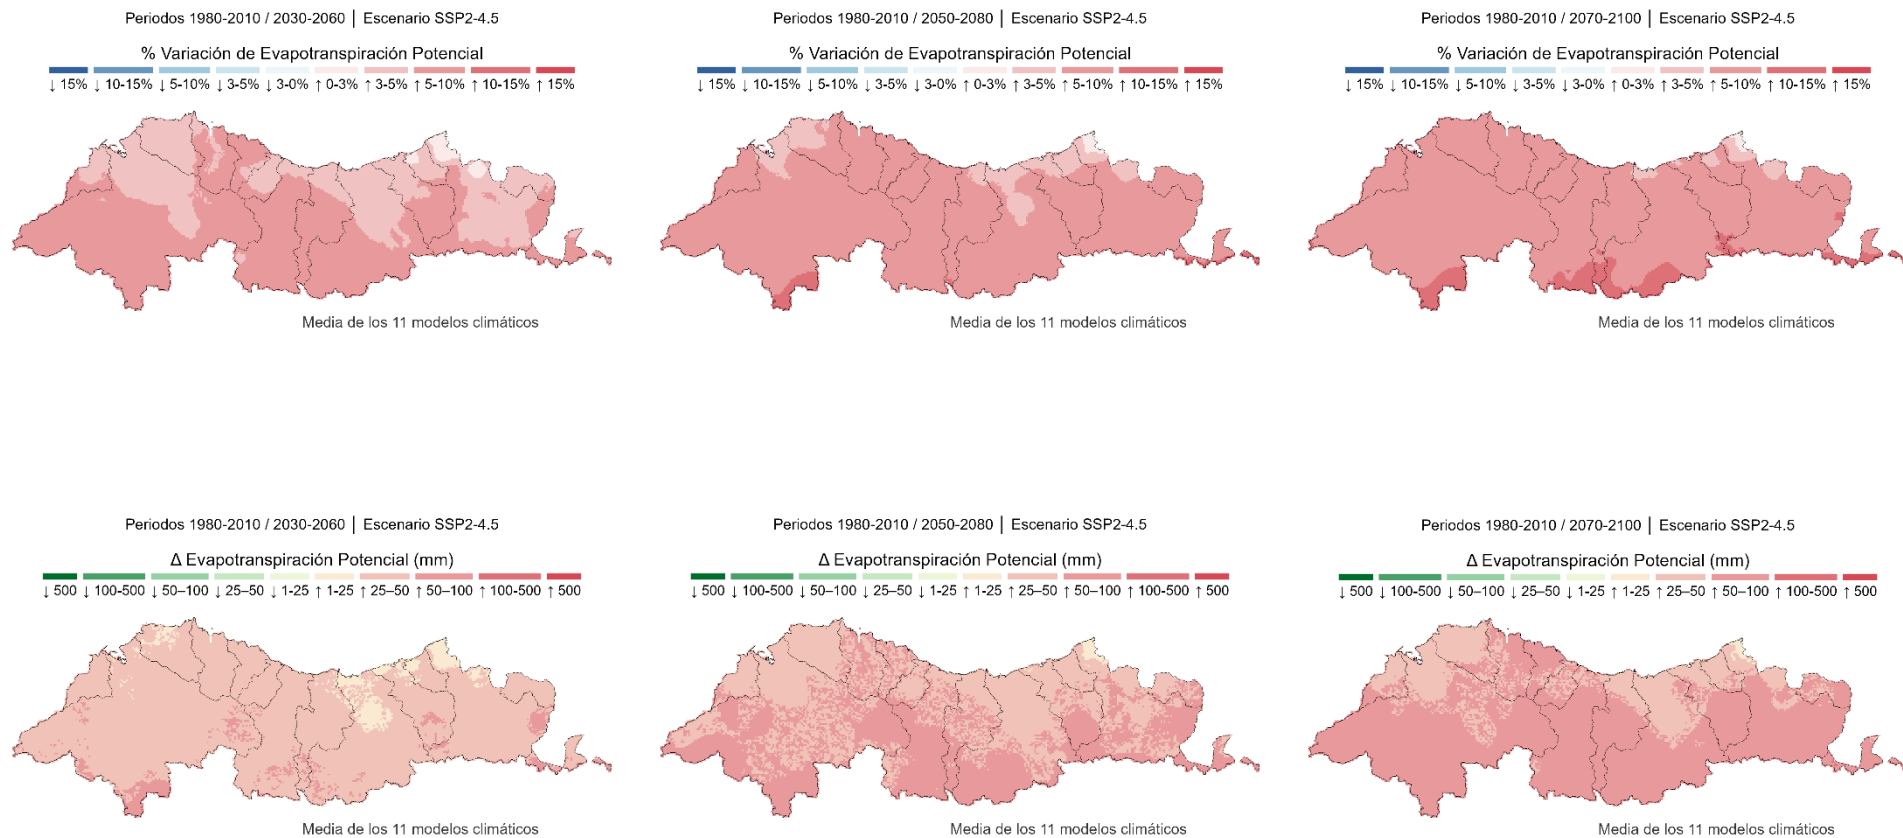 Periodos 1980-2010 / 2030-2060 | Escenario SSP2-4.5
% Variación de Evapotranspiración Potencial
↓ 15% ↓ 10-15% ↓ 5-10% ↓ 3-5% ↓ 3-0% ↑ 0-3% ↑ 3-5% ↑ 5-10% ↑ 10-15% ↑ 15%
Media de los 11 modelos climáticos
Periodos 1980-2010 / 2050-2080 | Escenario SSP2-4.5
% Variación de Evapotranspiración Potencial
↓ 15% ↓ 10-15% ↓ 5-10% ↓ 3-5% ↓ 3-0% ↑ 0-3% ↑ 3-5% ↑ 5-10% ↑ 10-15% ↑ 15%
Media de los 11 modelos climáticos
Periodos 1980-2010 / 2070-2100 | Escenario SSP2-4.5
% Variación de Evapotranspiración Potencial
↓ 15% ↓ 10-15% ↓ 5-10% ↓ 3-5% ↓ 3-0% ↑ 0-3% ↑ 3-5% ↑ 5-10% ↑ 10-15% ↑ 15%
Media de los 11 modelos climáticos
Periodos 1980-2010 / 2030-2060 | Escenario SSP2-4.5
Δ Evapotranspiración Potencial (mm)
↓ 500 ↓ 100-500 ↓ 50–100 ↓ 25–50 ↓ 1-25 ↑ 1-25 ↑ 25–50 ↑ 50–100 ↑ 100-500 ↑ 500
Media de los 11 modelos climáticos
Periodos 1980-2010 / 2050-2080 | Escenario SSP2-4.5
Δ Evapotranspiración Potencial (mm)
↓ 500 ↓ 100-500 ↓ 50–100 ↓ 25–50 ↓ 1-25 ↑ 1-25 ↑ 25–50 ↑ 50–100 ↑ 100-500 ↑ 500
Media de los 11 modelos climáticos
Periodos 1980-2010 / 2070-2100 | Escenario SSP2-4.5
Δ Evapotranspiración Potencial (mm)
↓ 500 ↓ 100-500 ↓ 50–100 ↓ 25–50 ↓ 1-25 ↑ 1-25 ↑ 25–50 ↑ 50–100 ↑ 100-500 ↑ 500
Media de los 11 modelos climáticos